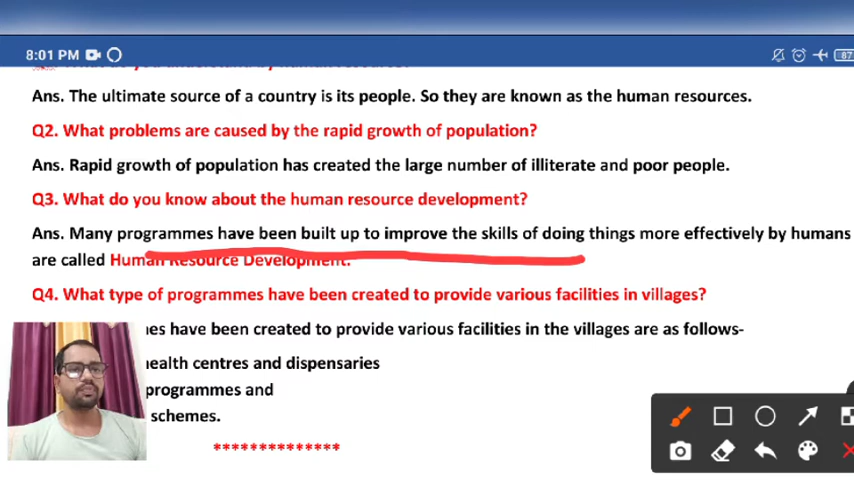 8:01 PM
87
Ans. The ultimate source of a country is its people. So they are known as the human resources.
Q2. What problems are caused by the rapid growth of population?
Ans. Rapid growth of population has created the large number of illiterate and poor people.
Q3. What do you know about the human resource development?
Ans. Many programmes have been built up to improve the skills of doing things more effectively by humans
are called Human Resource Development.
Q4. What type of programmes have been created to provide various facilities in villages?
have been created to provide various facilities in the villages are as follows-
health centres and dispensaries
programmes and
schemes.
**************